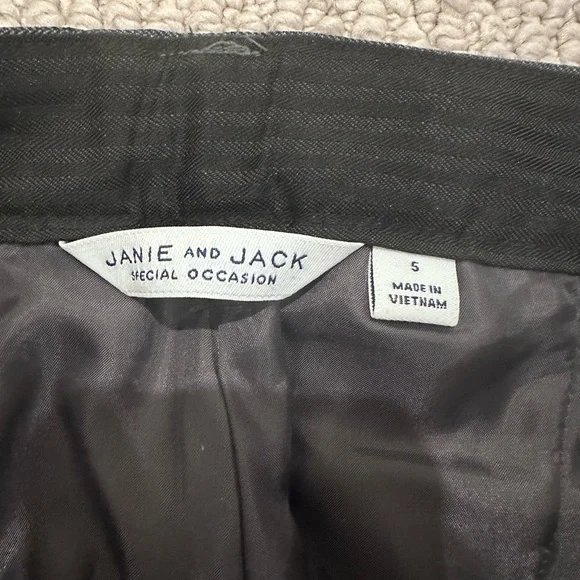 JANIE AND JACK
SPECIAL OCCASION
5
MADE IN
VIETNAM